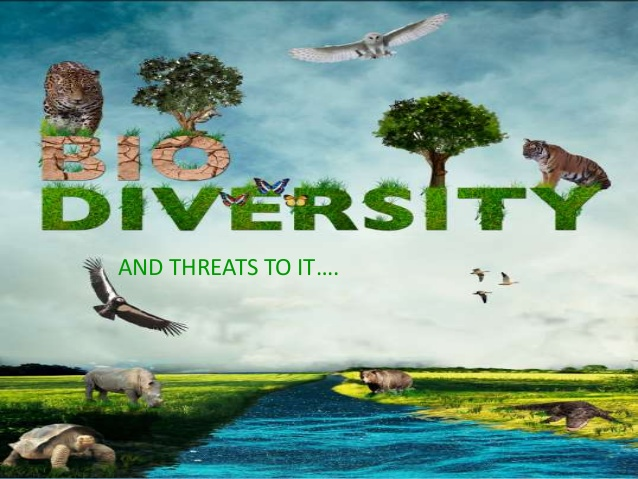 BIO
DIVERSITY
AND THREATS TO IT....